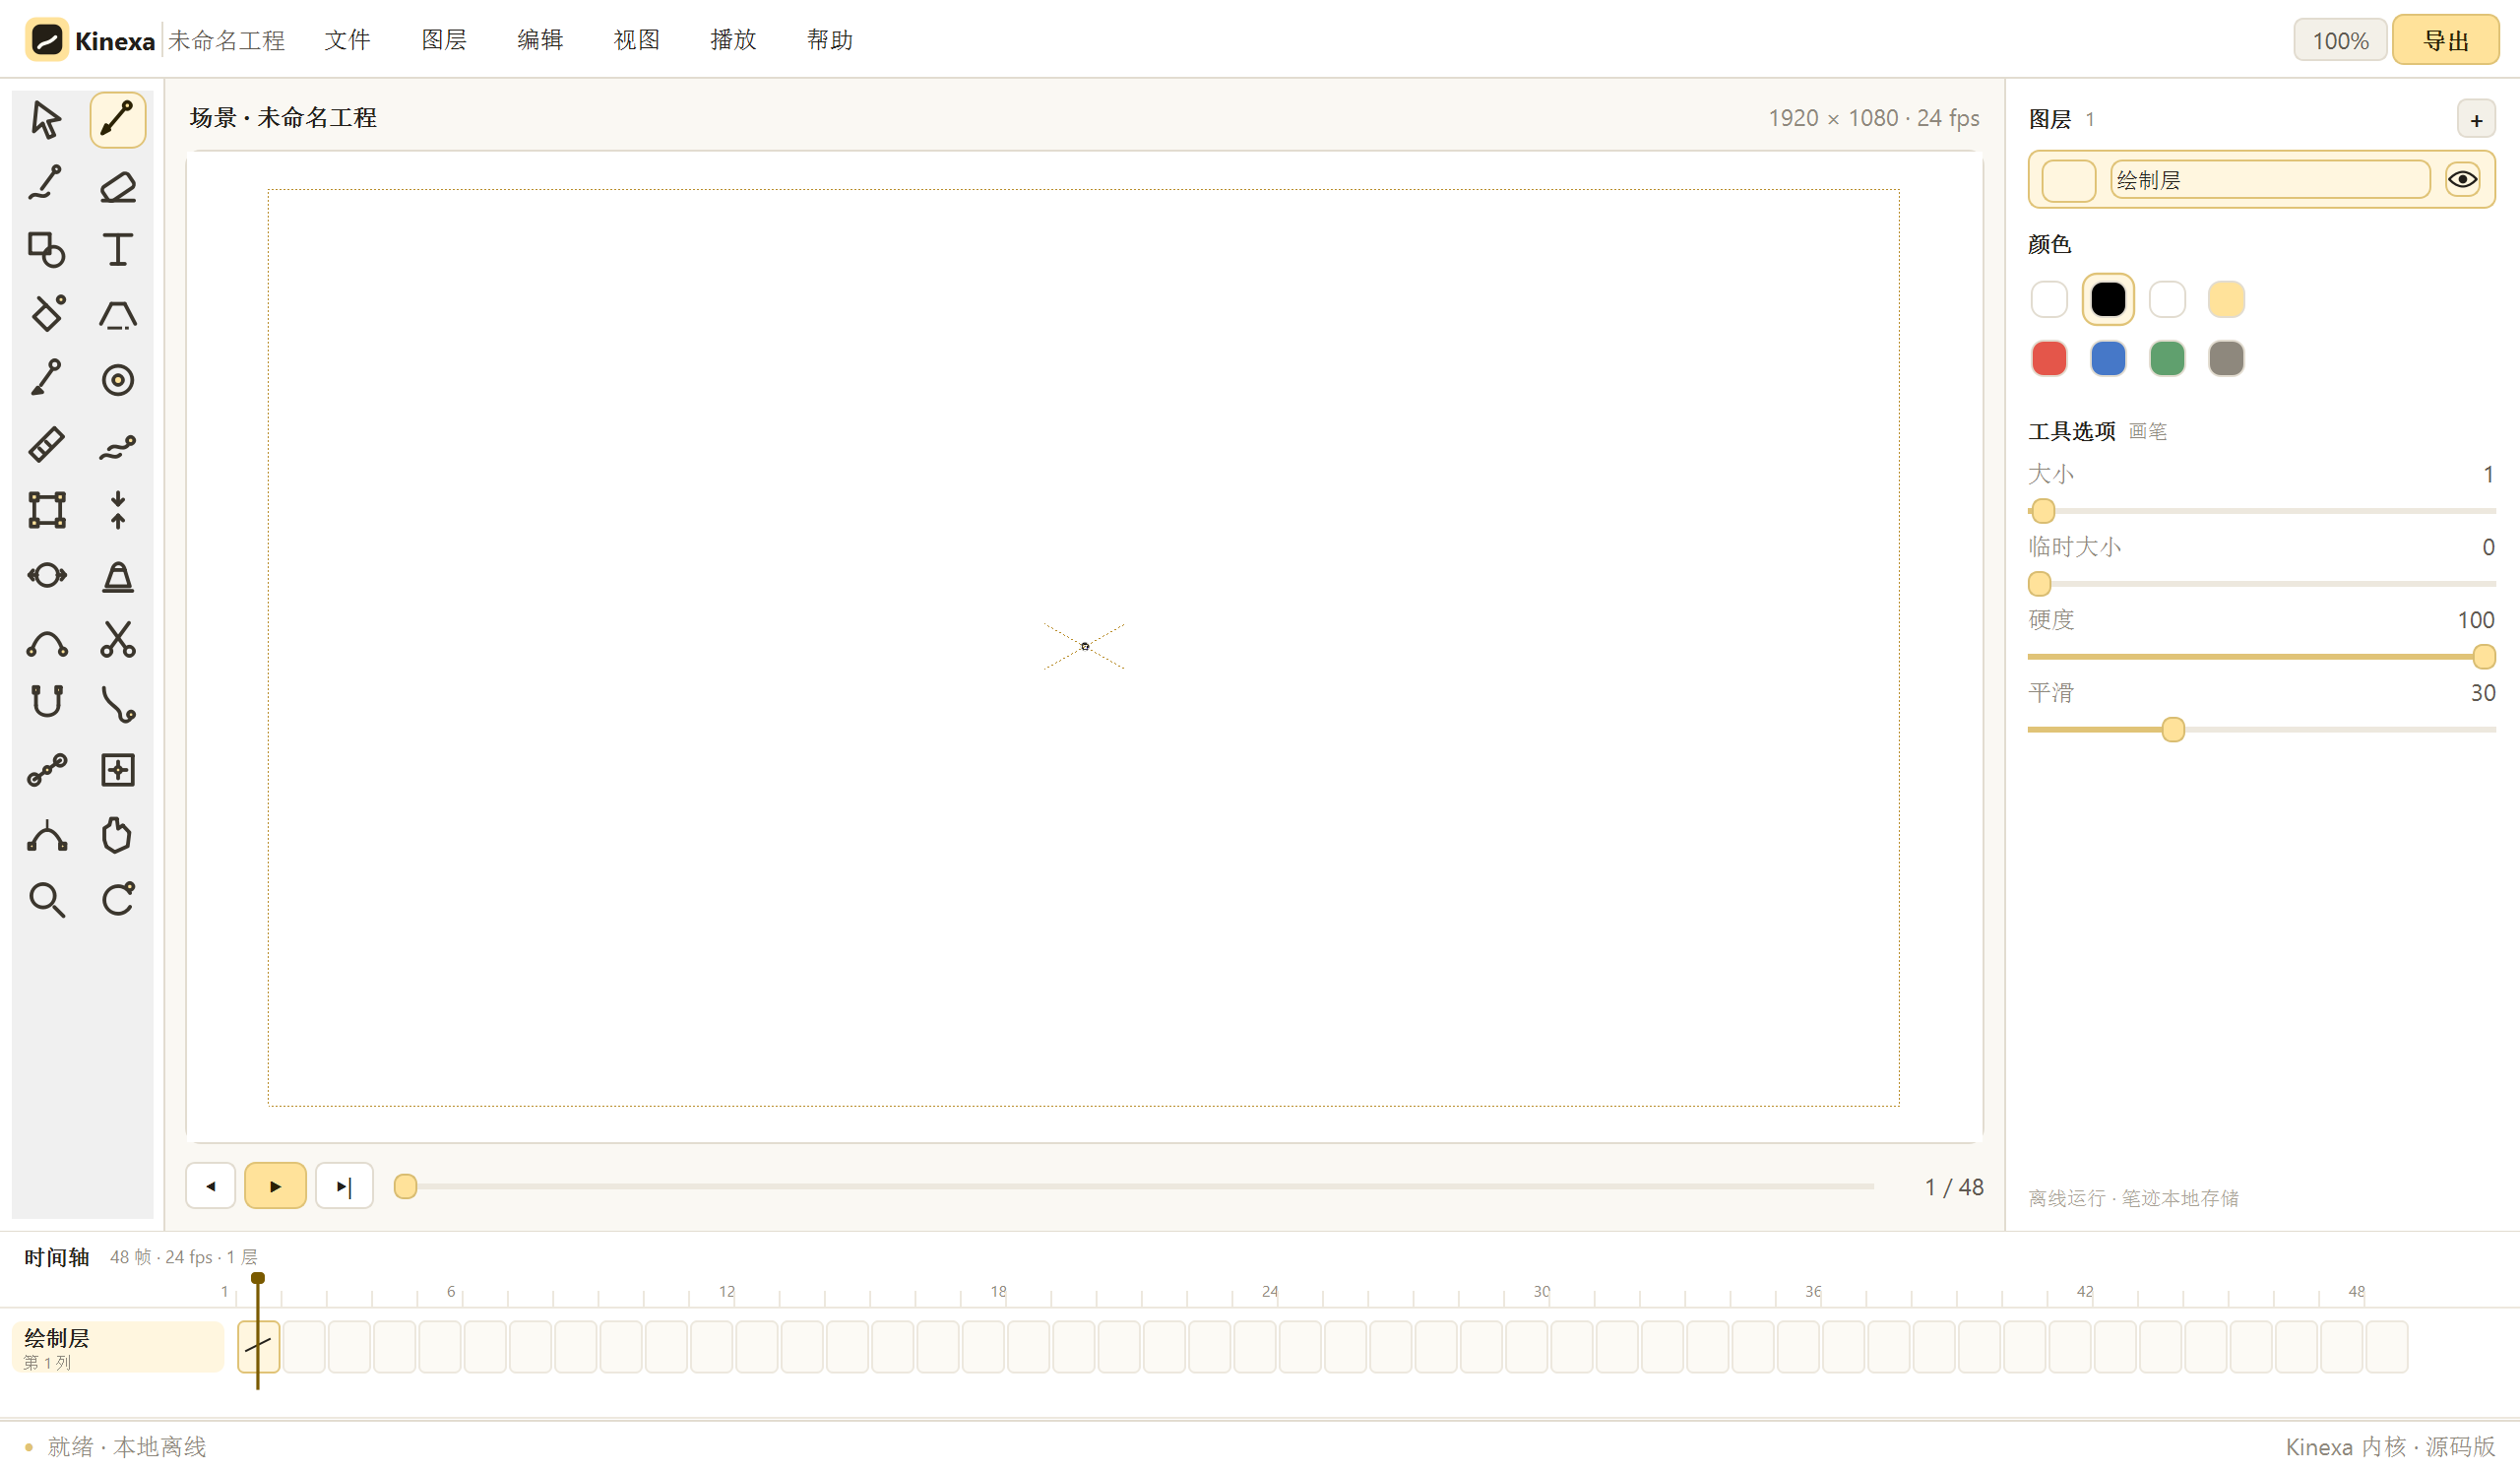 Kinexa 未命名工程 文件 图层 编辑 视图 播放 帮助 100% 导出
场景 · 未命名工程 1920 × 1080 · 24 fps
图层 1 +
绘制层
颜色
工具选项 画笔
大小 1
临时大小 0
硬度 100
平滑 30
1 / 48
离线运行 · 笔迹本地存储
时间轴 48 帧 · 24 fps · 1 层
1 6 12 18 24 30 36 42 48
绘制层
第 1 列
就绪 · 本地离线 Kinexa 内核 · 源码版